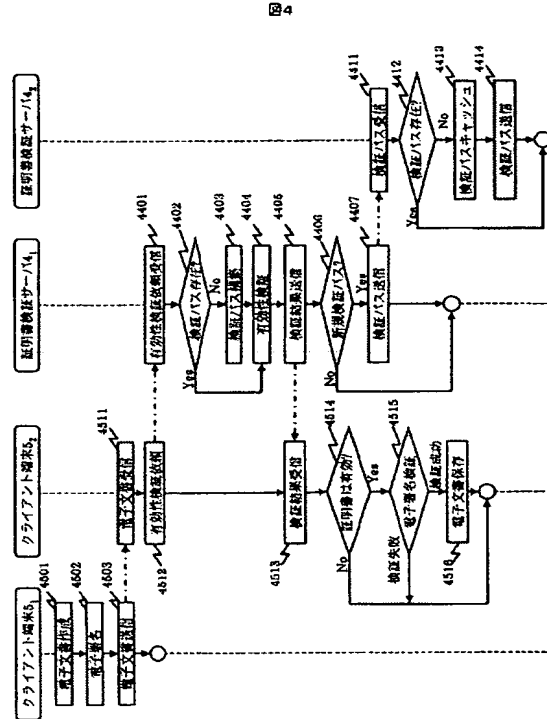 図4
クライアント端末5₁
4501
電子文書作成
4502
電子署名
4503
電子文書送信
クライアント端末5₂
4511
電子文書受信
有効性検証依頼
4512
検証結果受信
4513
証明書は有効?
4514
Yes
No
電子署名検証
4515
検証成功
検証失敗
電子文書保存
4516
証明書検証サーバ4₁
4401
有効性検証依頼受信
4402
検証パス存在?
Yes
No
4403
検証パス構築
4404
有効性検証
4405
検証結果送信
4406
新規検証パス?
No
Yes
4407
検証パス送信
証明書検証サーバ4₂
4411
検証パス受信
4412
検証パス存在?
Yes
No
4413
検証パスキャッシュ
4414
検証パス送信